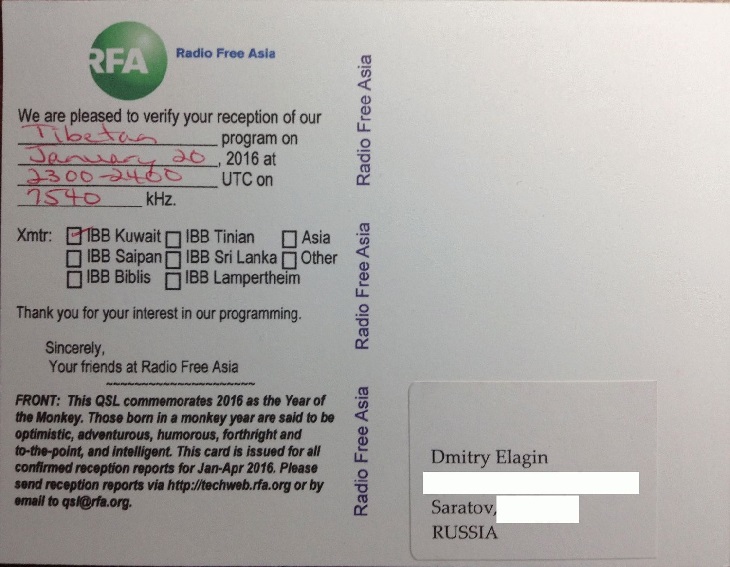 RFA Radio Free Asia
We are pleased to verify your reception of our
Tibetan program on
January 20, 2016 at
2300-2400 UTC on
7540 kHz.
Xmtr: IBB Kuwait IBB Tinian Asia
IBB Saipan IBB Sri Lanka Other
IBB Biblis IBB Lampertheim
Thank you for your interest in our programming.
Sincerely,
Your friends at Radio Free Asia
~~~~~~~~~~~~~~~~~~~~~~
FRONT: This QSL commemorates 2016 as the Year of
the Monkey. Those born in a monkey year are said to be
optimistic, adventurous, humorous, forthright and
to-the-point, and intelligent. This card is issued for all
confirmed reception reports for Jan-Apr 2016. Please
send reception reports via http://techweb.rfa.org or by
email to qsl@rfa.org.
Radio Free Asia
Radio Free Asia
Radio Free Asia
Dmitry Elagin
Saratov,
RUSSIA